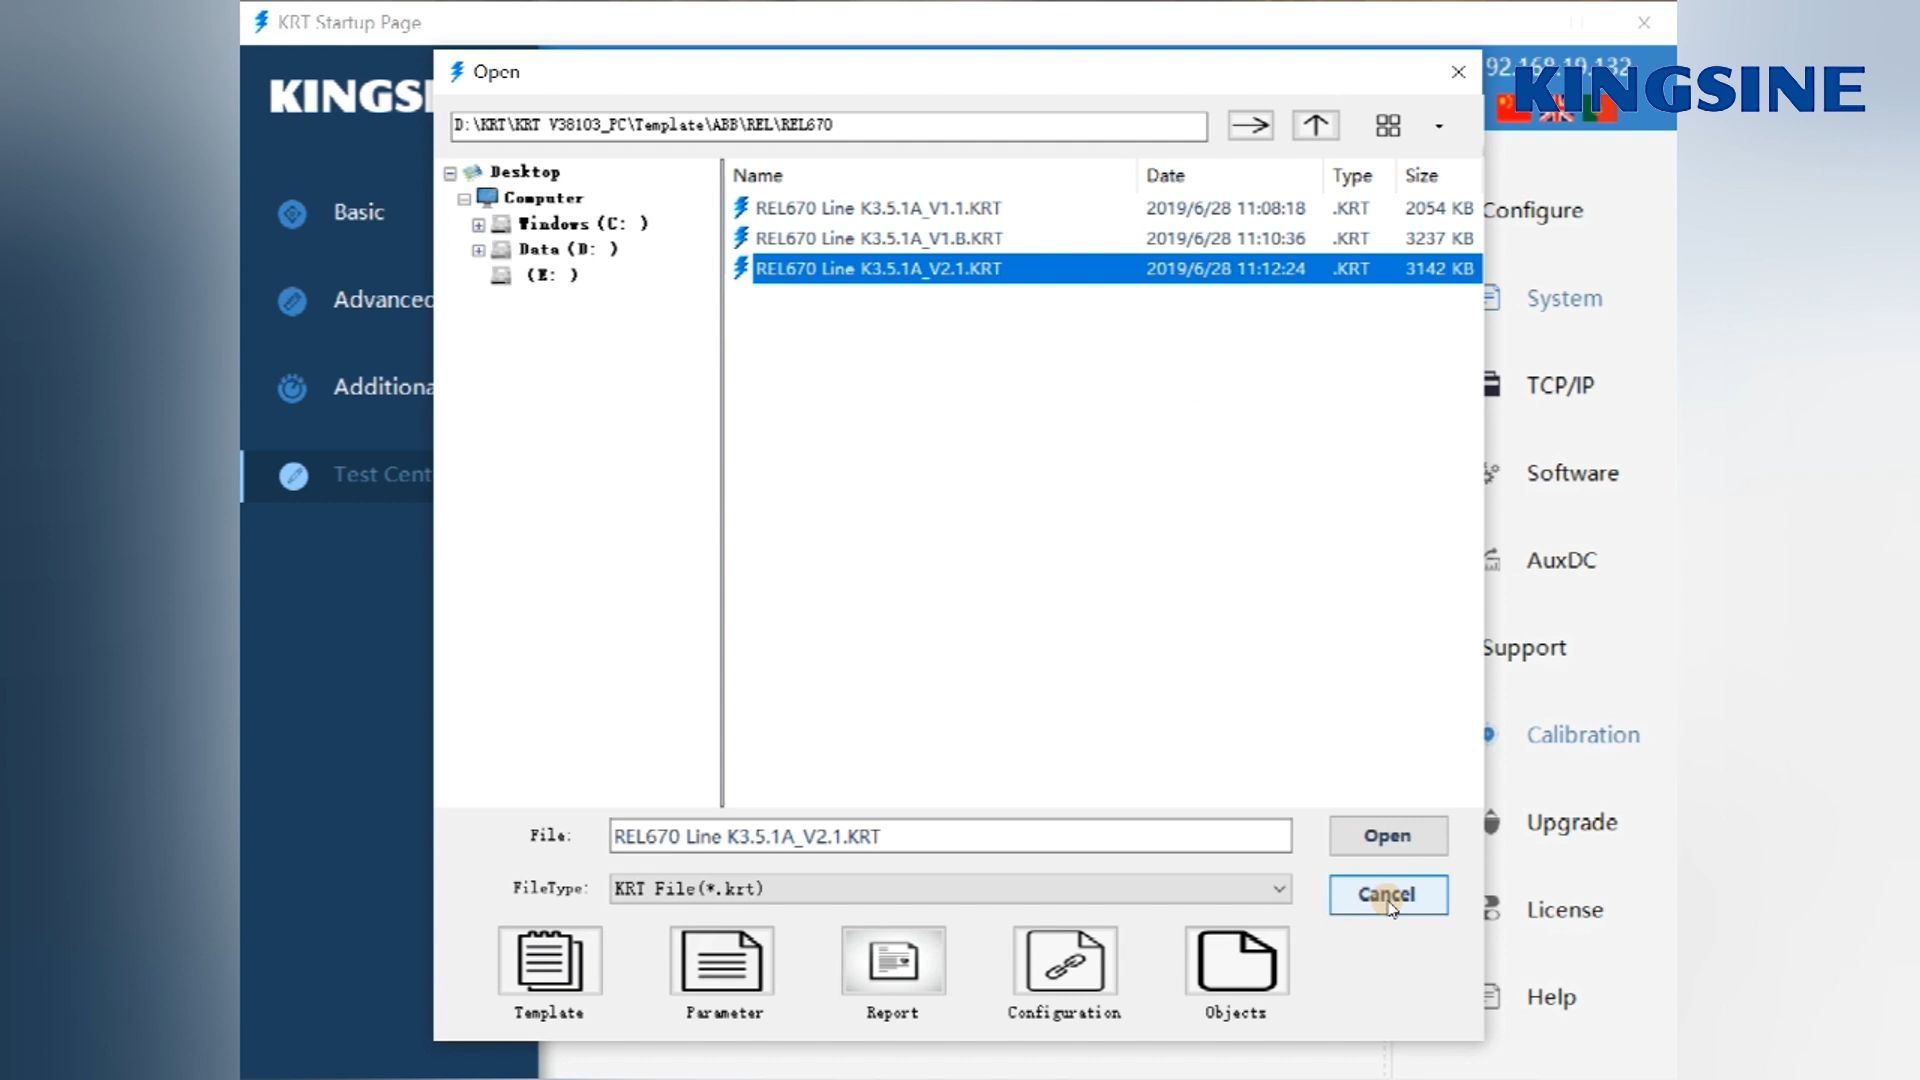 KRT Startup Page
KINGSINE
Open
D:\KRT\KRT V38103_PC\Template\ABB\REL\REL670
Desktop
Computer
Windows (C: )
Data (D: )
(E: )
Name Date Type Size
REL670 Line K3.5.1A_V1.1.KRT 2019/6/28 11:08:18 .KRT 2054 KB
REL670 Line K3.5.1A_V1.B.KRT 2019/6/28 11:10:36 .KRT 3237 KB
REL670 Line K3.5.1A_V2.1.KRT 2019/6/28 11:12:24 .KRT 3142 KB
File: REL670 Line K3.5.1A_V2.1.KRT
Open
FileType: KRT File(*.krt)
Cancel
Template
Parameter
Report
Configuration
Objects
KINGS
Basic
Advanced
Additiona
Test Cent
92.168.19.132
Configure
System
TCP/IP
Software
AuxDC
Support
Calibration
Upgrade
License
Help